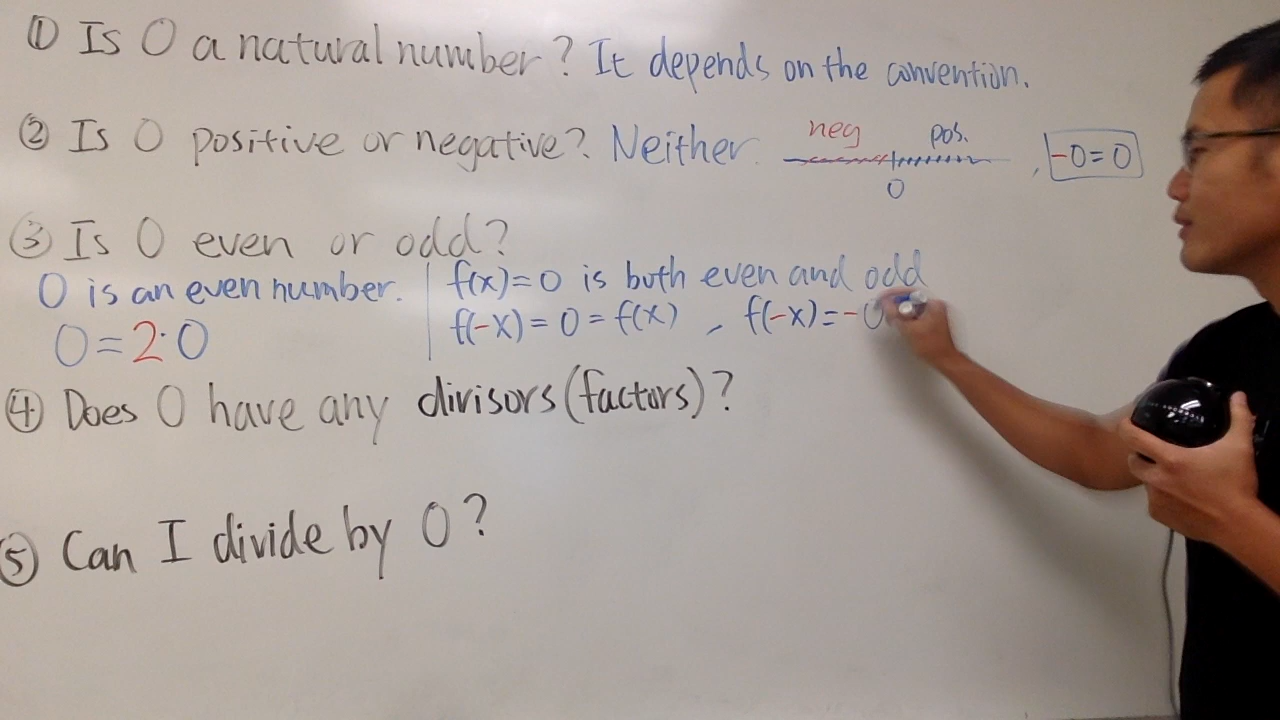 ① Is 0 a natural number? It depends on the convention.
② Is 0 positive or negative? Neither. neg pos. 0 , -0=0
③ Is 0 even or odd?
0 is an even number. f(x)=0 is both even and odd
0=2·0 f(-x)=0=f(x) , f(-x)=-0
④ Does 0 have any divisors (factors)?
⑤ Can I divide by 0?